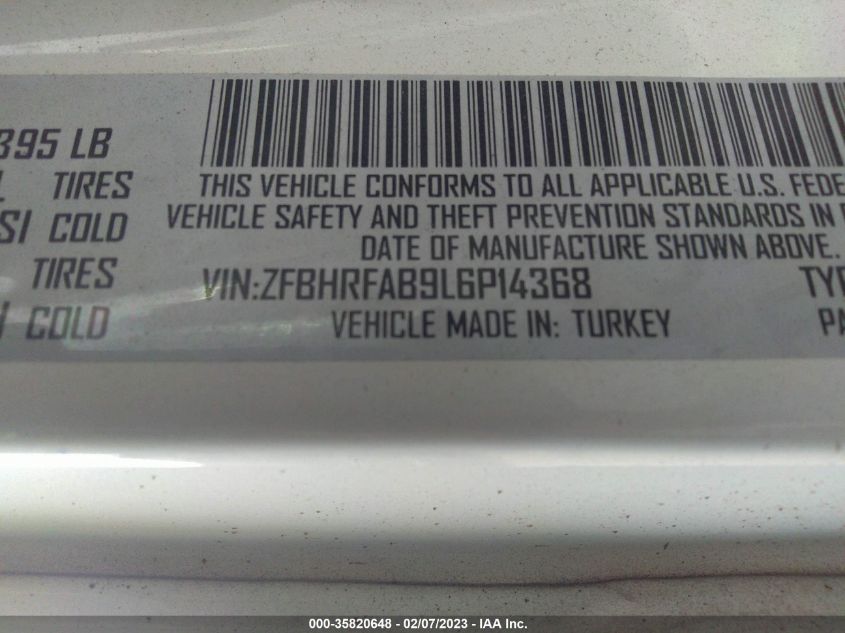 395 LB
TIRES
THIS VEHICLE CONFORMS TO ALL APPLICABLE U.S. FEDE
SI COLD
VEHICLE SAFETY AND THEFT PREVENTION STANDARDS IN
DATE OF MANUFACTURE SHOWN ABOVE.
TIRES
VIN:ZFBHRFAB9L6P14368
TYP
COLD
VEHICLE MADE IN: TURKEY
PA
000-35820648 - 02/07/2023 - IAA Inc.